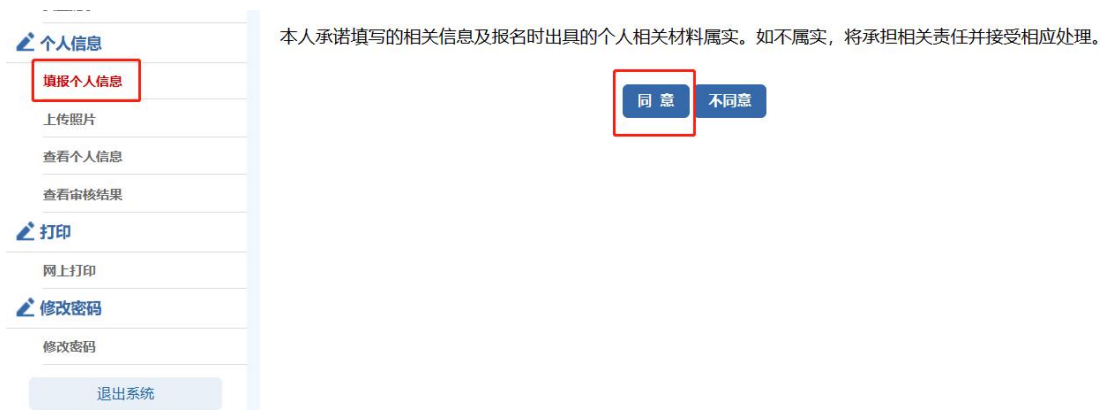 个人信息
填报个人信息
上传照片
查看个人信息
查看审核结果
打印
网上打印
修改密码
修改密码
退出系统
本人承诺填写的相关信息及报名时出具的个人相关材料属实。如不属实，将承担相关责任并接受相应处理。
同 意
不同意